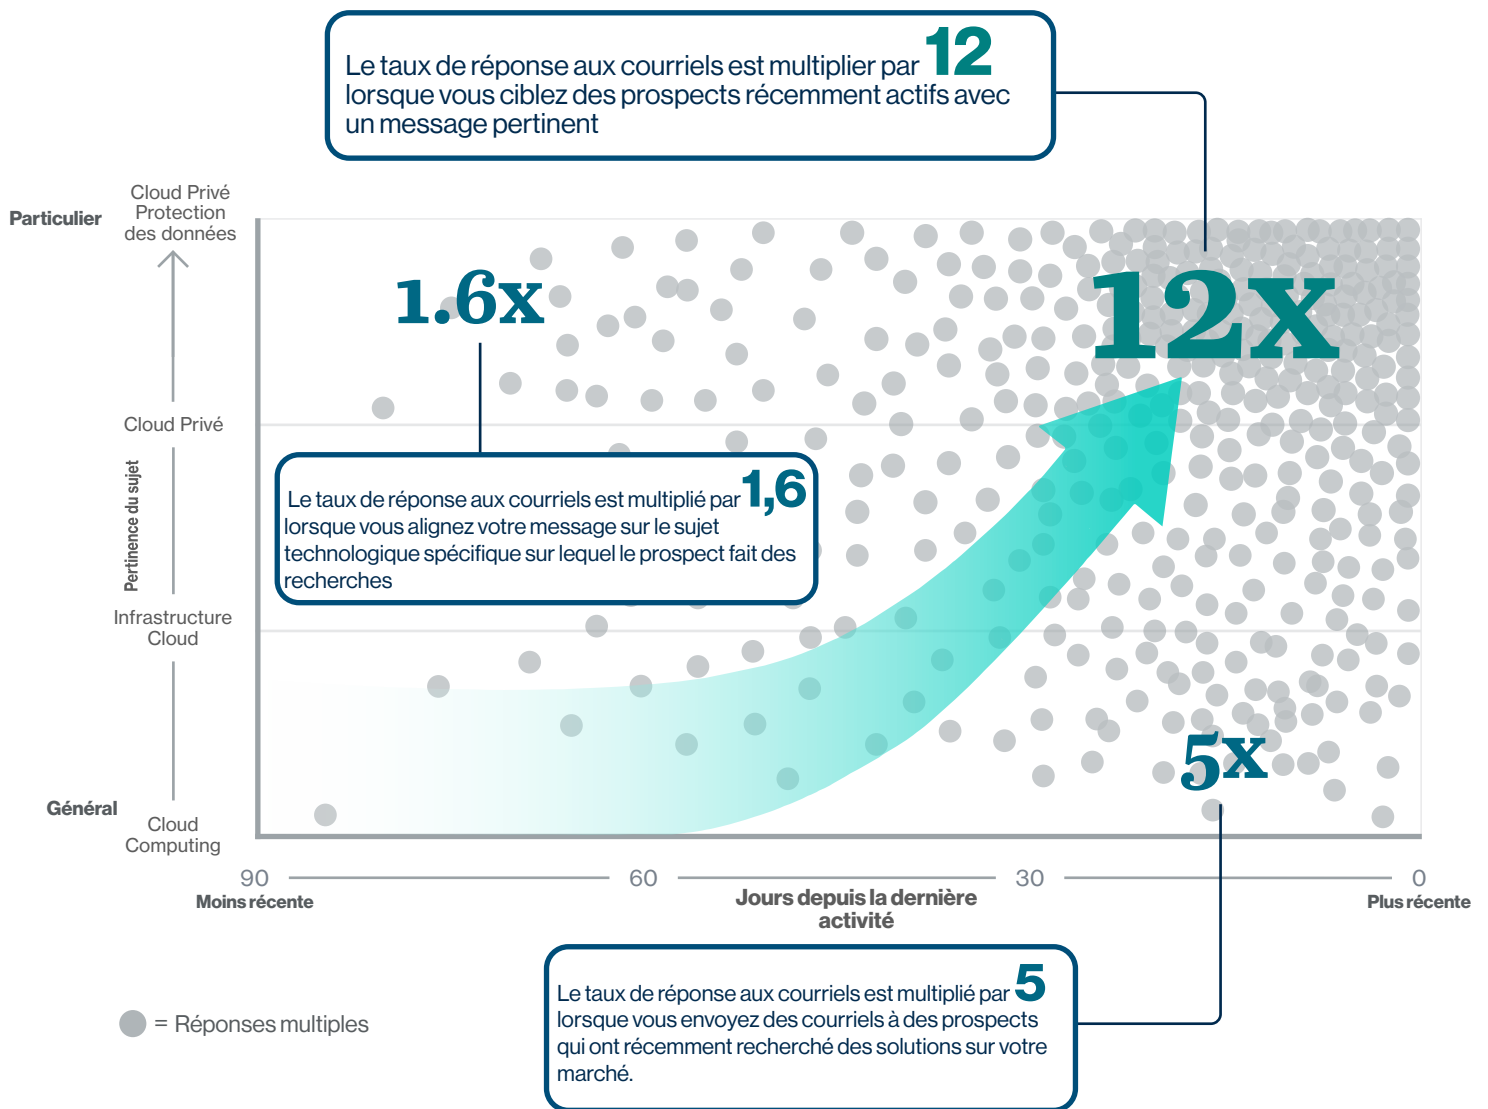 Le taux de réponse aux courriels est multiplier par 12
lorsque vous ciblez des prospects récemment actifs avec
un message pertinent
Particulier
Cloud Privé
Protection
des données
1.6x
12x
Cloud Privé
Pertinence du sujet
Le taux de réponse aux courriels est multiplié par 1,6
lorsque vous alignez votre message sur le sujet
technologique spécifique sur lequel le prospect fait des
recherches
Infrastructure
Cloud
5x
Général
Cloud
Computing
90
60
30
0
Moins récente
Jours depuis la dernière
activité
Plus récente
Le taux de réponse aux courriels est multiplié par 5
lorsque vous envoyez des courriels à des prospects
qui ont récemment recherché des solutions sur votre
marché.
= Réponses multiples